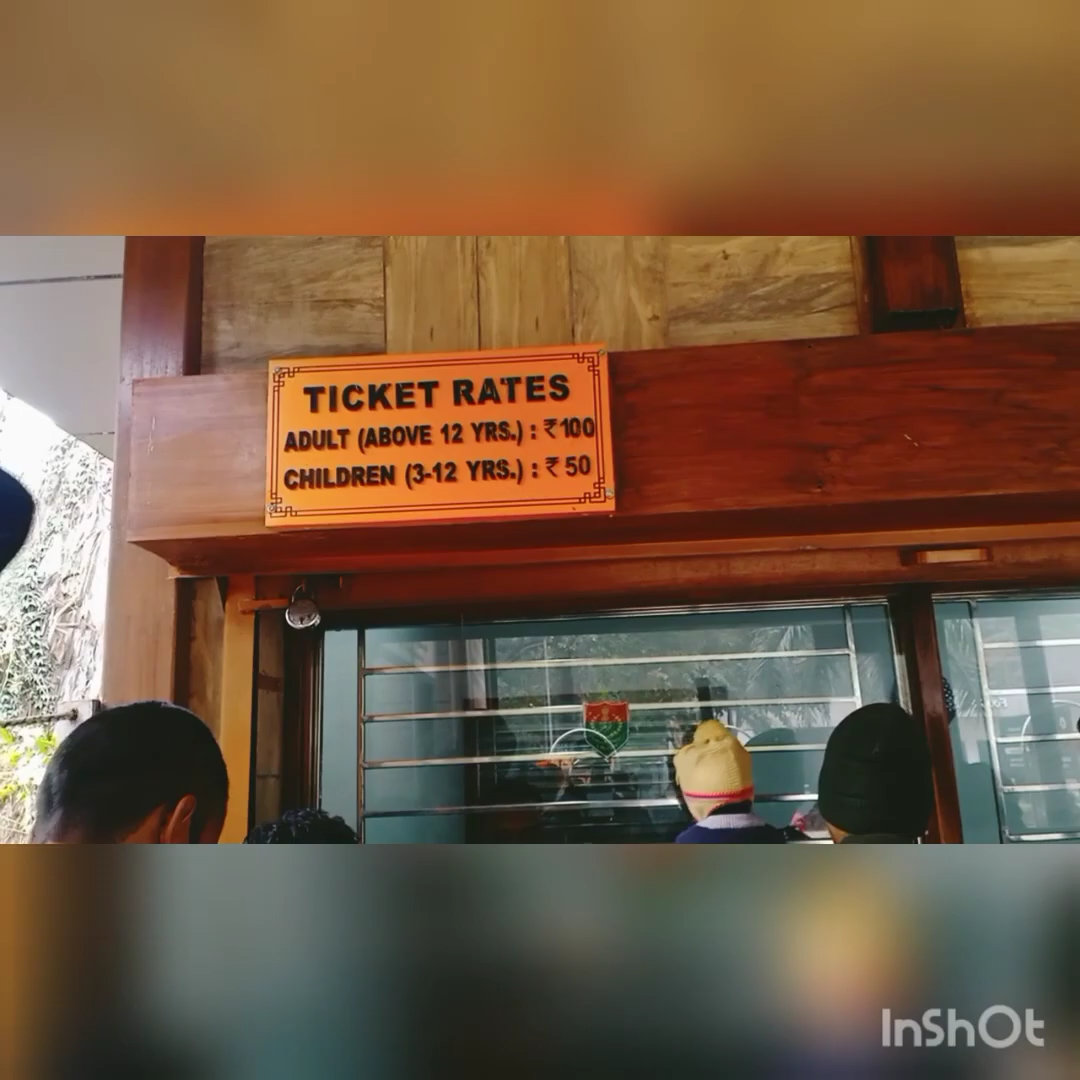 TICKET RATES
ADULT (ABOVE 12 YRS.) : ₹100
CHILDREN (3-12 YRS.) : ₹ 50
InShOt